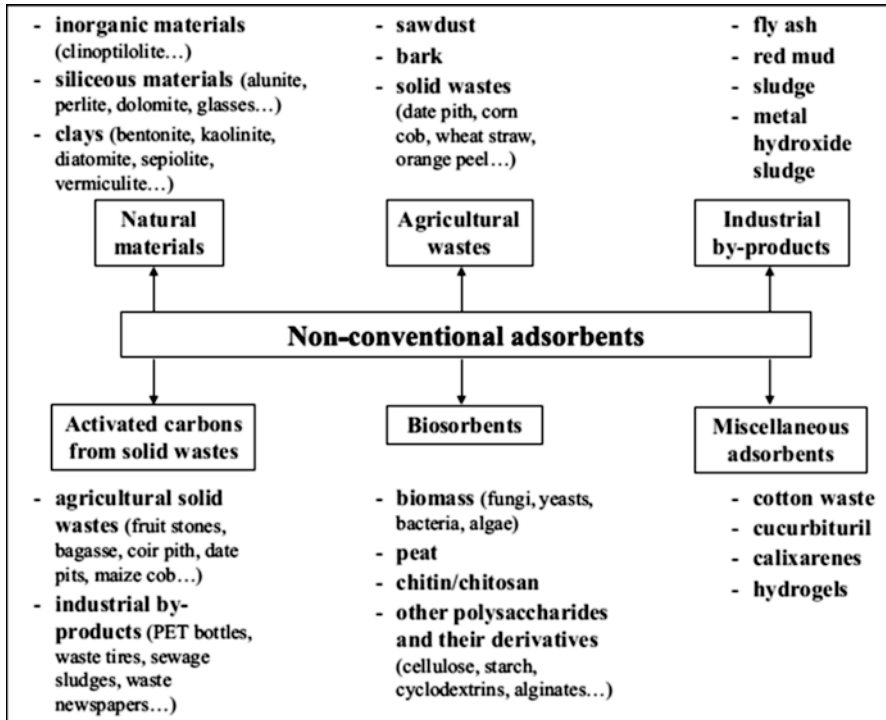 - inorganic materials
(clinoptilolite…)
- siliceous materials (alunite,
perlite, dolomite, glasses…)
- clays (bentonite, kaolinite,
diatomite, sepiolite,
vermiculite…)
- sawdust
- bark
- solid wastes
(date pith, corn
cob, wheat straw,
orange peel…)
- fly ash
- red mud
- sludge
- metal
hydroxide
sludge
Natural
materials
Agricultural
wastes
Industrial
by-products
Non-conventional adsorbents
Activated carbons
from solid wastes
Biosorbents
Miscellaneous
adsorbents
- agricultural solid
wastes (fruit stones,
bagasse, coir pith, date
pits, maize cob…)
- industrial by-
products (PET bottles,
waste tires, sewage
sludges, waste
newspapers…)
- biomass (fungi, yeasts,
bacteria, algae)
- peat
- chitin/chitosan
- other polysaccharides
and their derivatives
(cellulose, starch,
cyclodextrins, alginates…)
- cotton waste
- cucurbituril
- calixarenes
- hydrogels